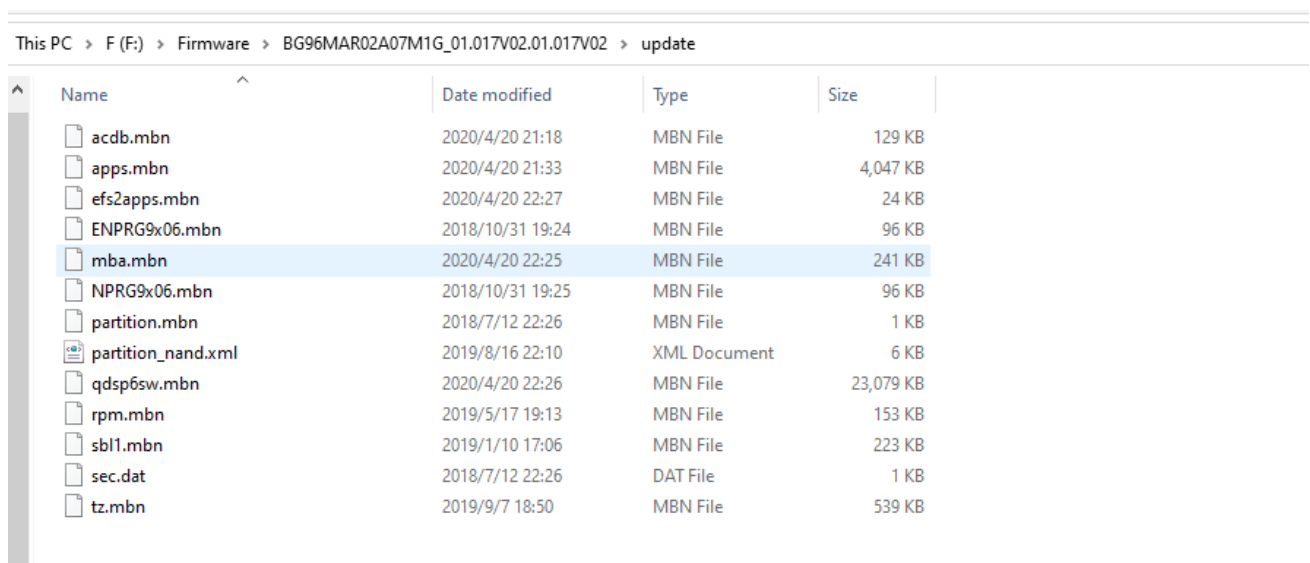 This PC > F (F:) > Firmware > BG96MAR02A07M1G_01.017V02.01.017V02 > update
Name Date modified Type Size
acdb.mbn 2020/4/20 21:18 MBN File 129 KB
apps.mbn 2020/4/20 21:33 MBN File 4,047 KB
efs2apps.mbn 2020/4/20 22:27 MBN File 24 KB
ENPRG9x06.mbn 2018/10/31 19:24 MBN File 96 KB
mba.mbn 2020/4/20 22:25 MBN File 241 KB
NPRG9x06.mbn 2018/10/31 19:25 MBN File 96 KB
partition.mbn 2018/7/12 22:26 MBN File 1 KB
partition_nand.xml 2019/8/16 22:10 XML Document 6 KB
qdsp6sw.mbn 2020/4/20 22:26 MBN File 23,079 KB
rpm.mbn 2019/5/17 19:13 MBN File 153 KB
sbl1.mbn 2019/1/10 17:06 MBN File 223 KB
sec.dat 2018/7/12 22:26 DAT File 1 KB
tz.mbn 2019/9/7 18:50 MBN File 539 KB